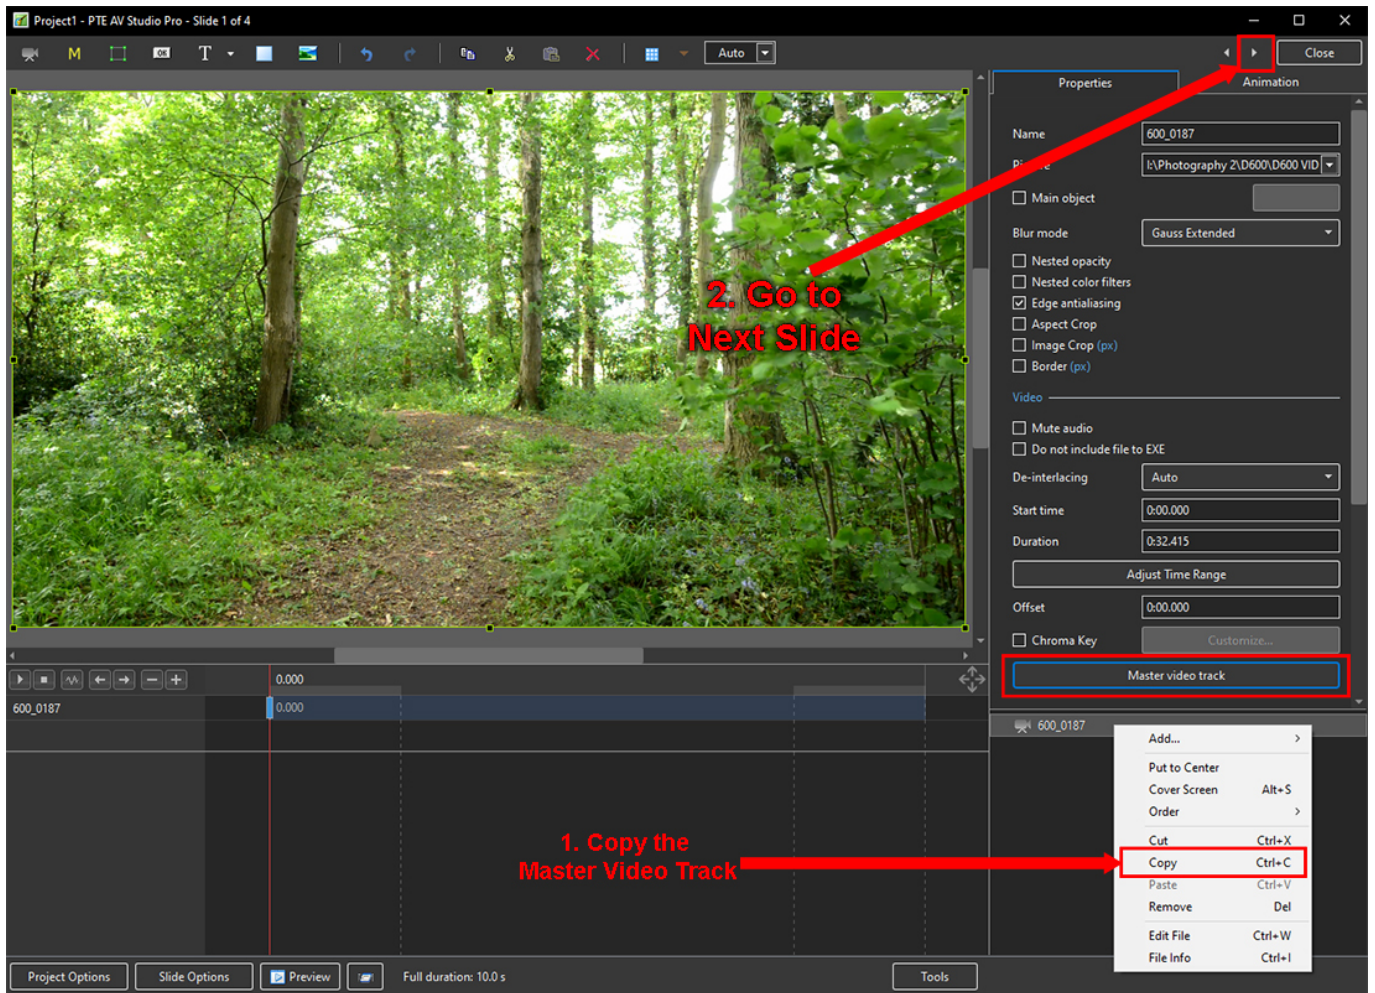 Project1 - PTE AV Studio Pro - Slide 1 of 4
M
OK
T
Auto
Close
Properties
Animation
Name
600_0187
I:\Photography 2\D600\D600 VID
Main object
Blur mode
Gauss Extended
Nested opacity
Nested color filters
Edge antialiasing
Aspect Crop
Image Crop (px)
Border (px)
Video
Mute audio
Do not include file to EXE
De-interlacing
Auto
Start time
0:00.000
Duration
0:32.415
Adjust Time Range
Offset
0:00.000
Chroma Key
Customize...
Master video track
2. Go to
Next Slide
0.000
600_0187
0.000
600_0187
Add...
Put to Center
Cover Screen Alt+S
Order
Cut Ctrl+X
Copy Ctrl+C
Paste Ctrl+V
Remove Del
Edit File Ctrl+W
File Info Ctrl+I
1. Copy the
Master Video Track
Project Options
Slide Options
Preview
Full duration: 10.0 s
Tools